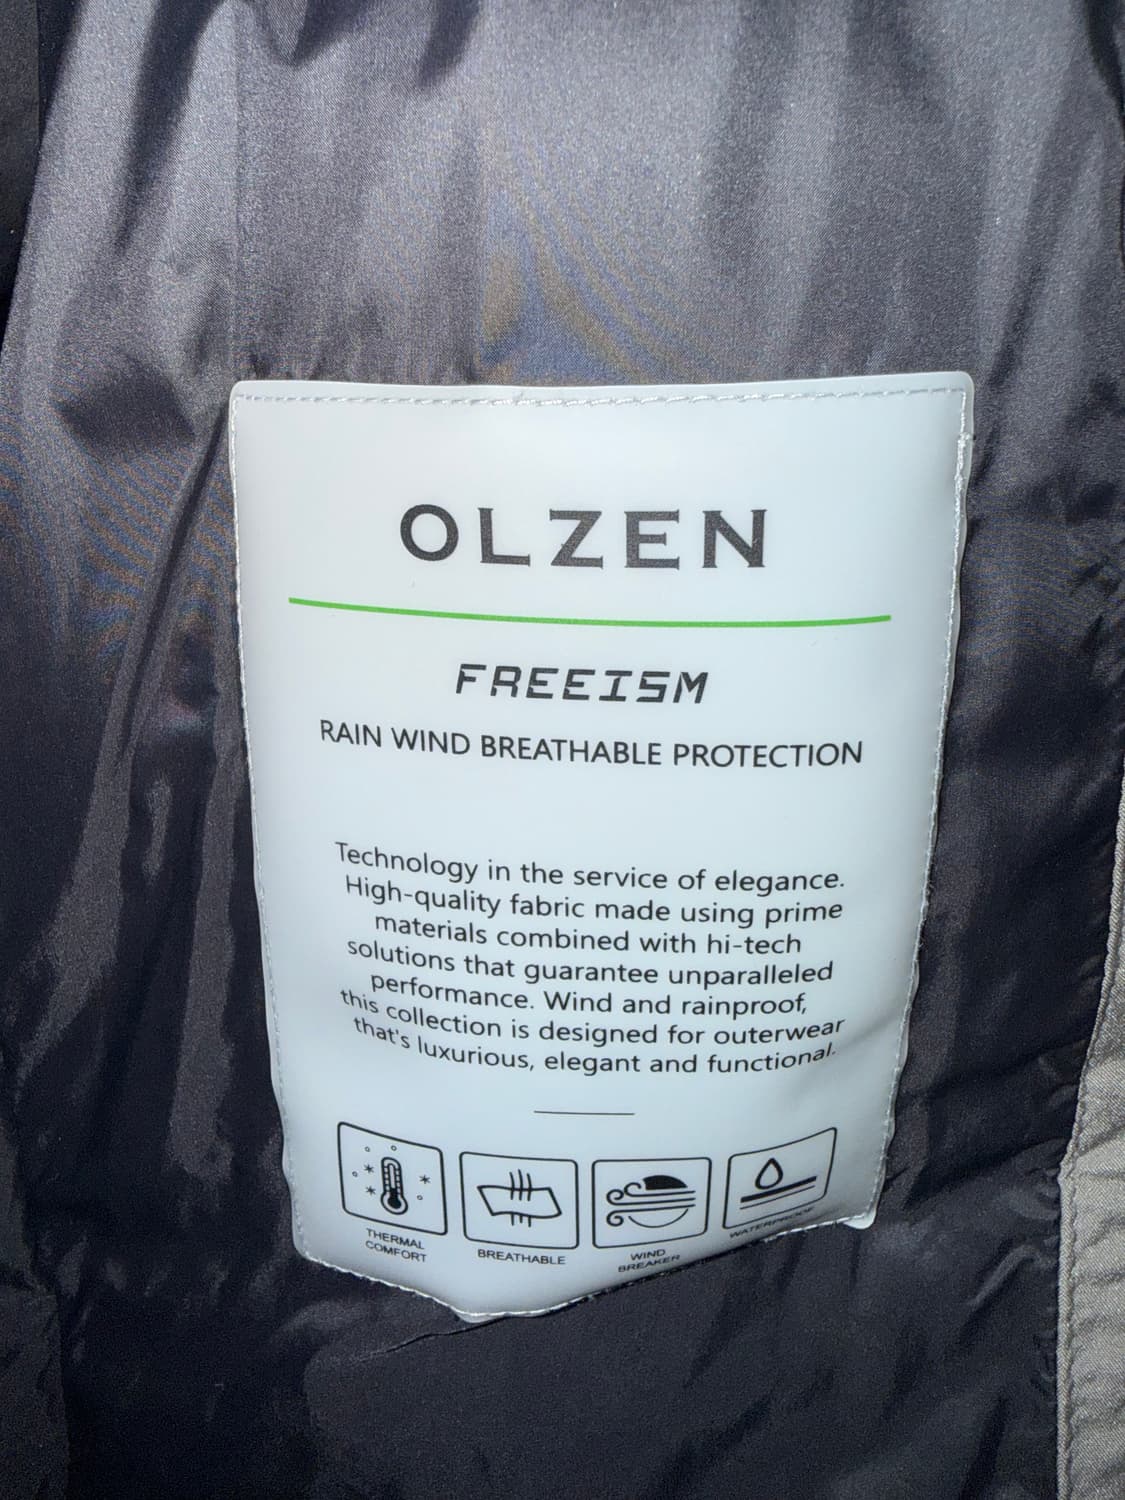 OLZEN
FREEISM
RAIN WIND BREATHABLE PROTECTION
Technology in the service of elegance.
High-quality fabric made using prime
materials combined with hi-tech
solutions that guarantee unparalleled
performance. Wind and rainproof,
this collection is designed for outerwear
that's luxurious, elegant and functional.
THERMAL
COMFORT
BREATHABLE
WIND
BREAKER
WATERPROOF